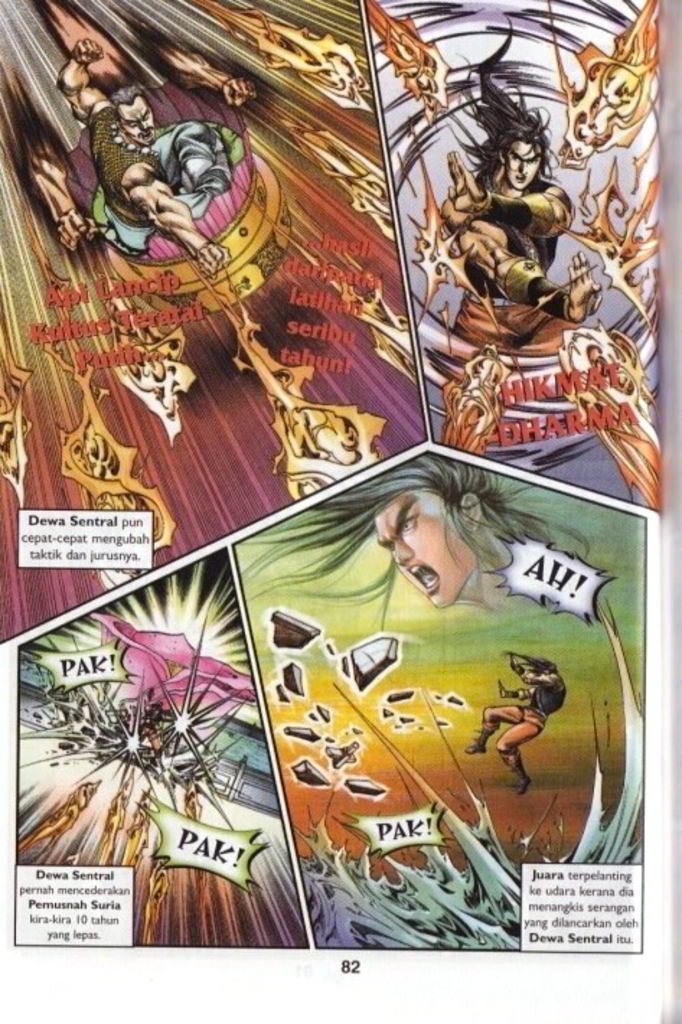 Api Lancip
Kultus Teratai
Putih...
...hasil
daripada
latihan
seribu
tahun!
HIKMAT
DHARMA
Dewa Sentral pun
cepat-cepat mengubah
taktik dan jurusnya.
PAK!
PAK!
Dewa Sentral
pernah mencederakan
Pemusnah Suria
kira-kira 10 tahun
yang lepas.
AH!
PAK!
Juara terpelanting
ke udara kerana dia
menangkis serangan
yang dilancarkan oleh
Dewa Sentral itu.
82